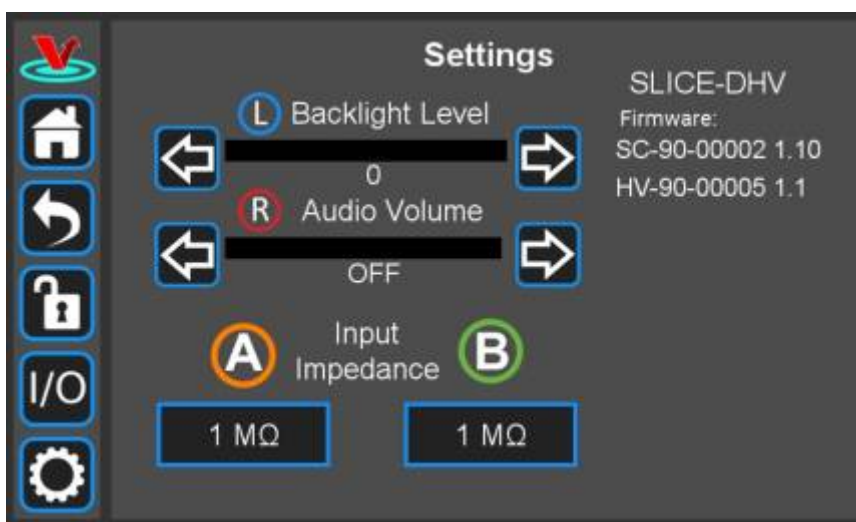 Settings
L Backlight Level
0
R Audio Volume
OFF
A Input Impedance B
1 MΩ 1 MΩ
I/O
SLICE-DHV
Firmware:
SC-90-00002 1.10
HV-90-00005 1.1